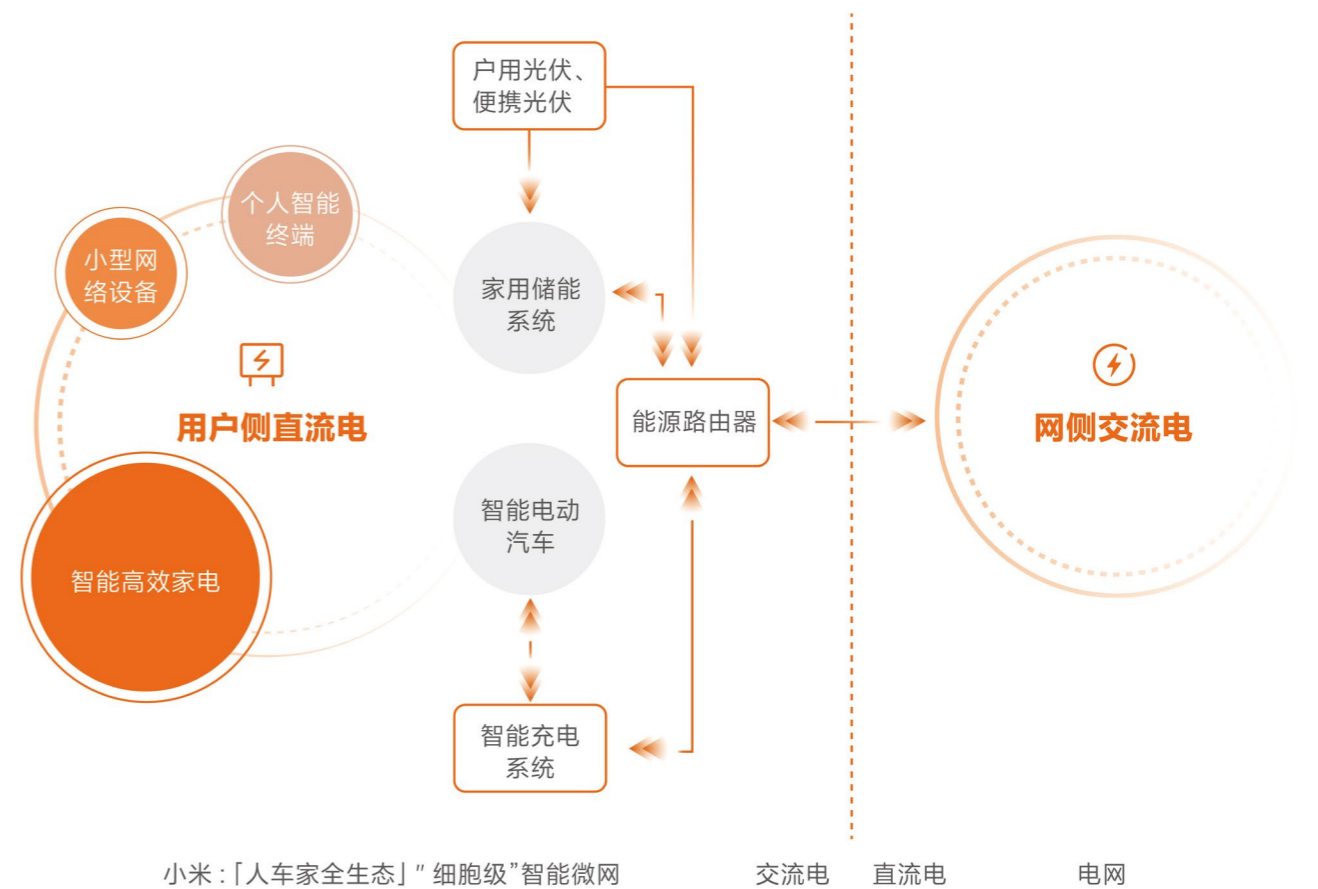 户用光伏、
便携光伏
个人智能
终端
小型网
络设备
家用储能
系统
用户侧直流电
能源路由器
网侧交流电
智能电动
汽车
智能高效家电
智能充电
系统
小米：「人车家全生态」" 细胞级”智能微网
交流电
直流电
电网